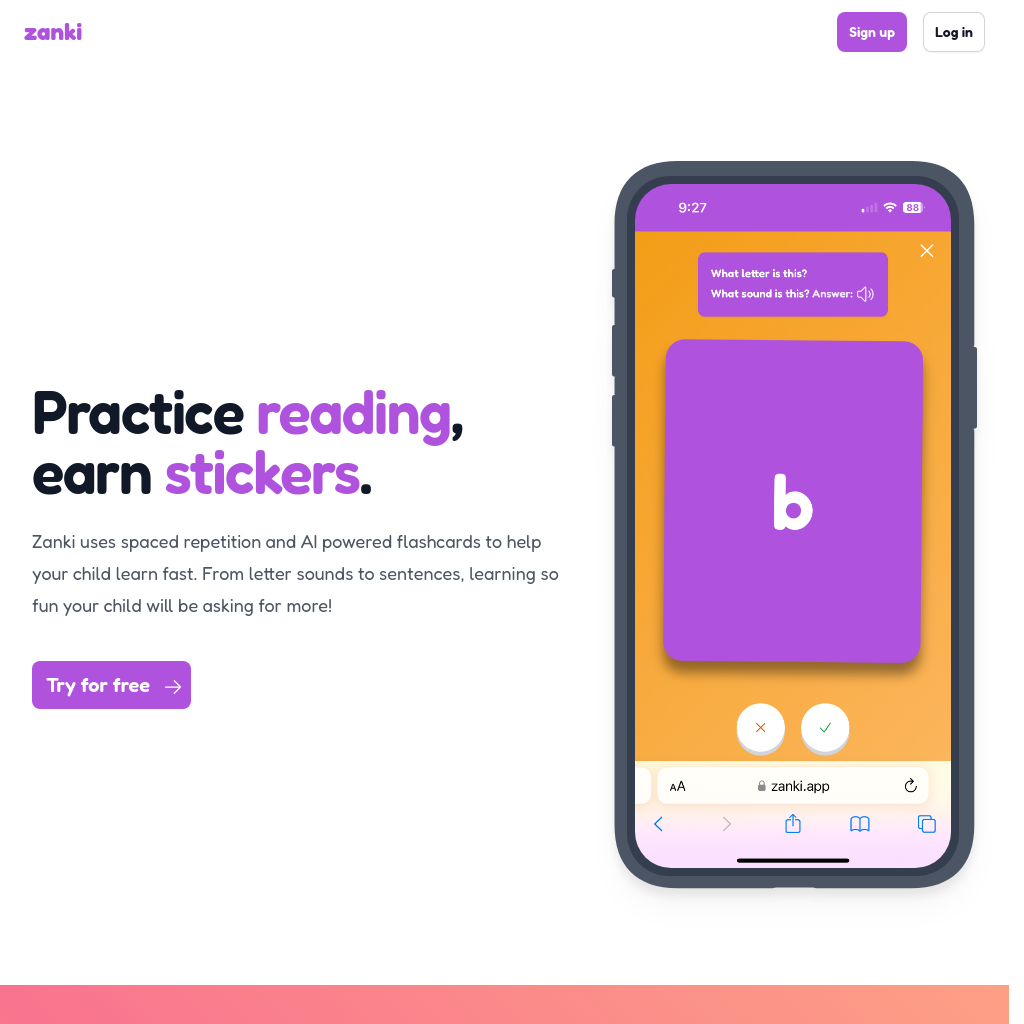 zanki
Sign up
Log in
Practice reading,
earn stickers.
Zanki uses spaced repetition and AI powered flashcards to help
your child learn fast. From letter sounds to sentences, learning so
fun your child will be asking for more!
Try for free
9:27
88
What letter is this?
What sound is this? Answer:
b
AA
zanki.app